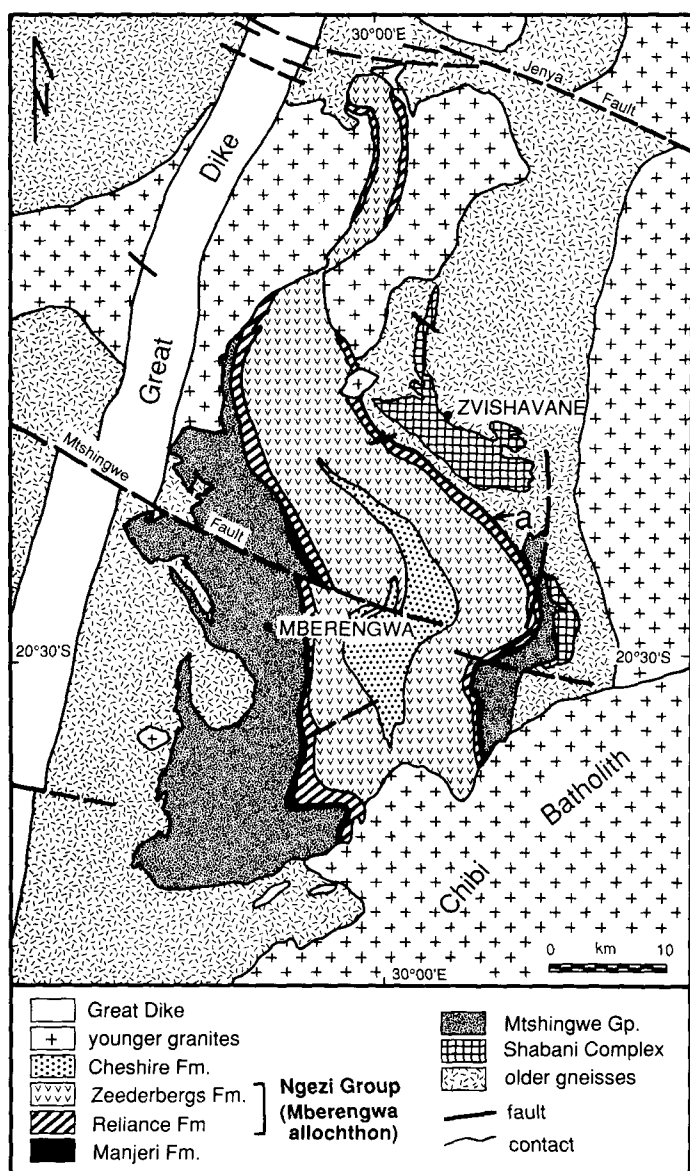 N
30°00'E
Jenya
Fault
Dike
Great
ZVISHAVANE
Mtshingwe
Fault
a
MBERENGWA
20°30'S
20°30'S
Chibi Batholith
0 km 10
30°00'E
Great Dike
younger granites
Cheshire Fm.
Zeederbergs Fm.
Reliance Fm
Manjeri Fm.
Ngezi Group
(Mberengwa
allochthon)
Mtshingwe Gp.
Shabani Complex
older gneisses
fault
contact